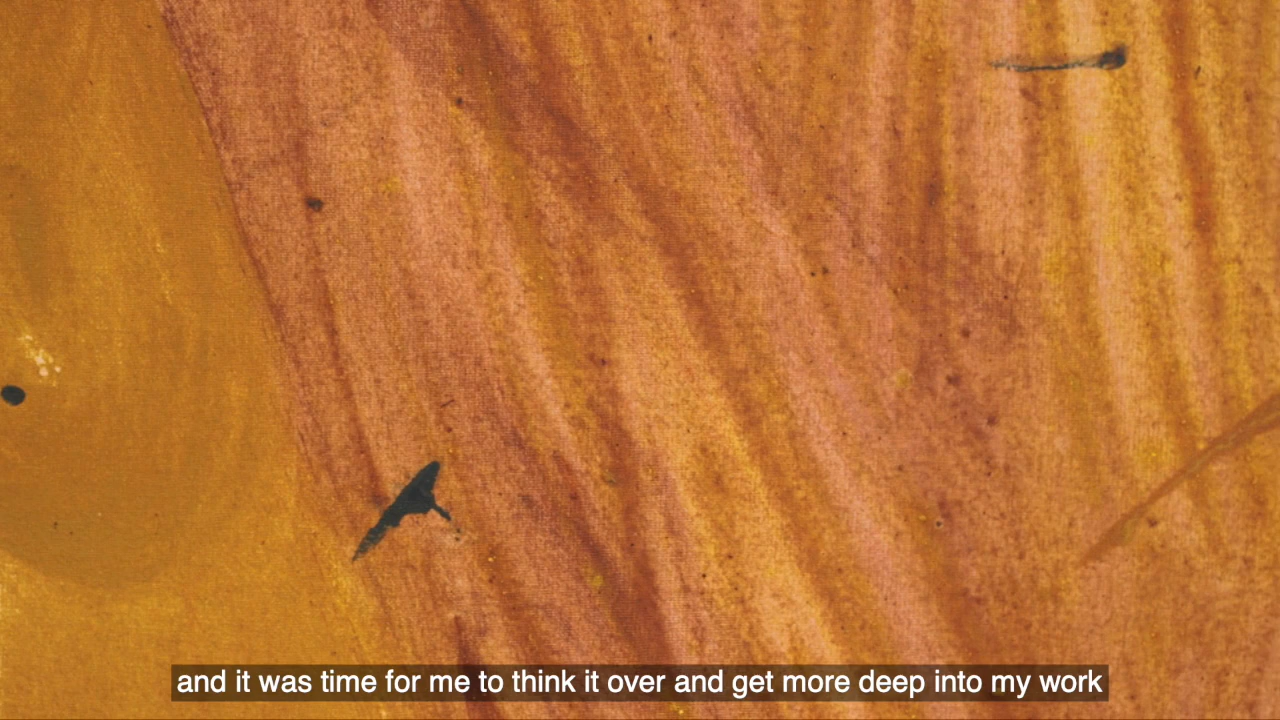 and it was time for me to think it over and get more deep into my work